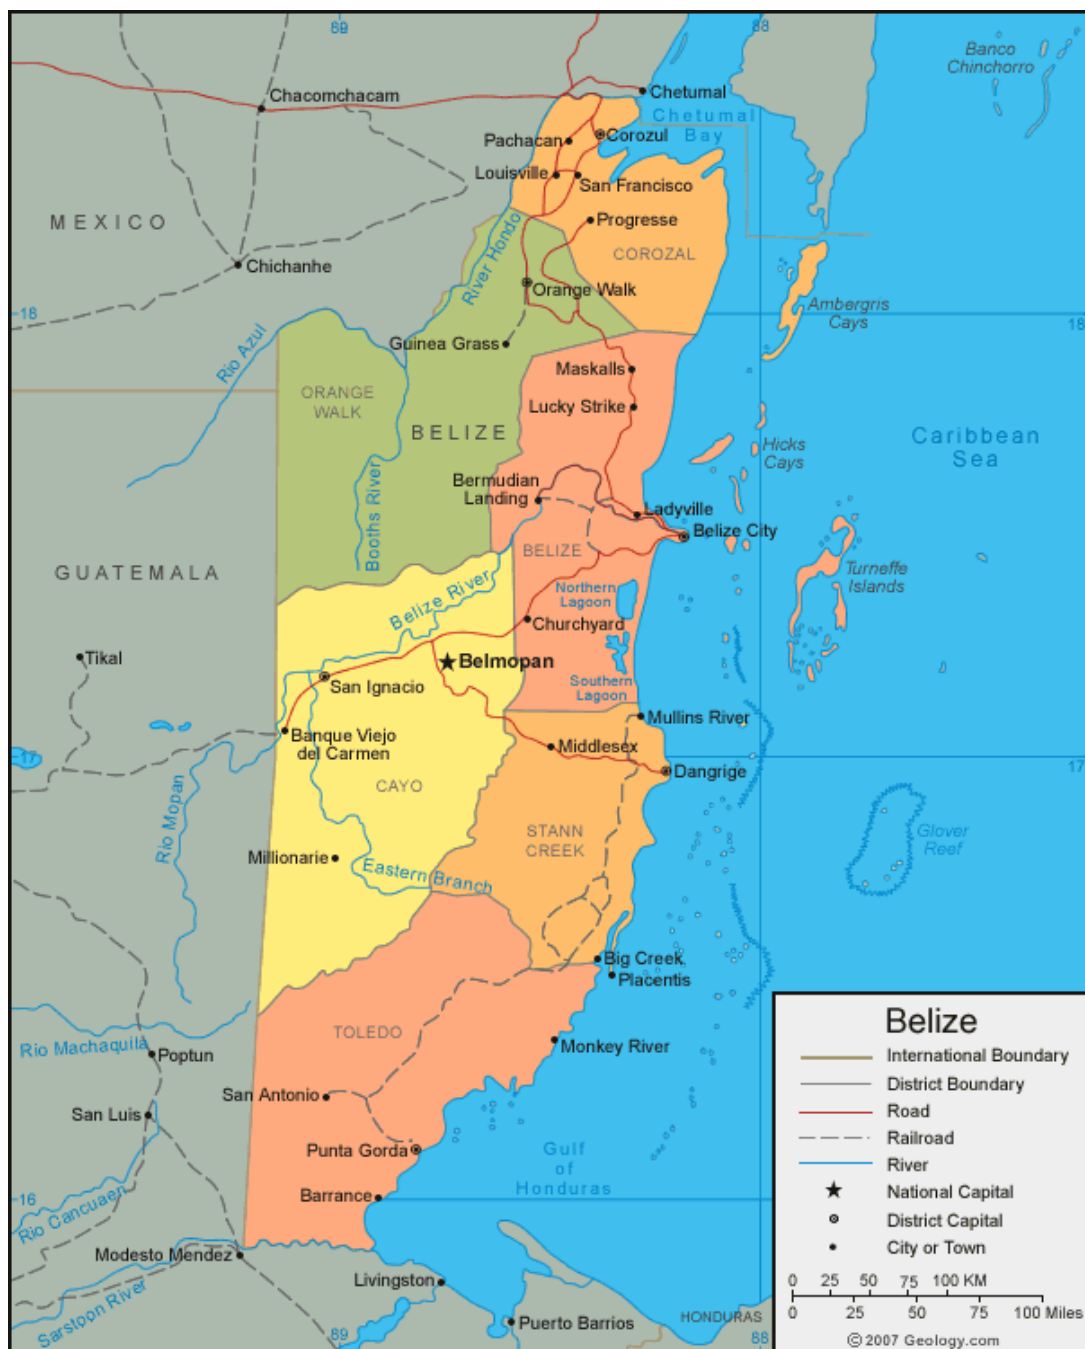 89
88
Banco
Chinchorro
Chacomchacam
Chetumal
Chetumal
Bay
Pachacan
Corozul
Louisville
San Francisco
MEXICO
Progresse
River Hondo
COROZAL
Chichanhe
Orange Walk
Ambergris
Cays
18
18
Rio Azul
Guinea Grass
Maskalls
ORANGE
WALK
Lucky Strike
BELIZE
Hicks
Cays
Caribbean
Sea
Bermudian
Landing
Booths River
Ladyville
Belize City
BELIZE
GUATEMALA
Turneffe
Islands
Northern
Lagoon
Belize River
Churchyard
Tikal
Belmopan
San Ignacio
Southern
Lagoon
Mullins River
Banque Viejo
del Carmen
Middlesex
17
17
Dangrige
CAYO
Rio Mopan
STANN
CREEK
Glover
Reef
Millionarie
Eastern Branch
Big Creek
Placentis
TOLEDO
Rio Machaquila
Poptun
Monkey River
San Antonio
San Luis
Punta Gorda
Gulf
of
Honduras
16
Rio Cancuaen
Barrance
Modesto Mendez
Livingston
Sarstoon River
Puerto Barrios
HONDURAS
89
88
Belize
International Boundary
District Boundary
Road
Railroad
River
National Capital
District Capital
City or Town
0 25 50 75 100 KM
0 25 50 75 100 Miles
© 2007 Geology.com